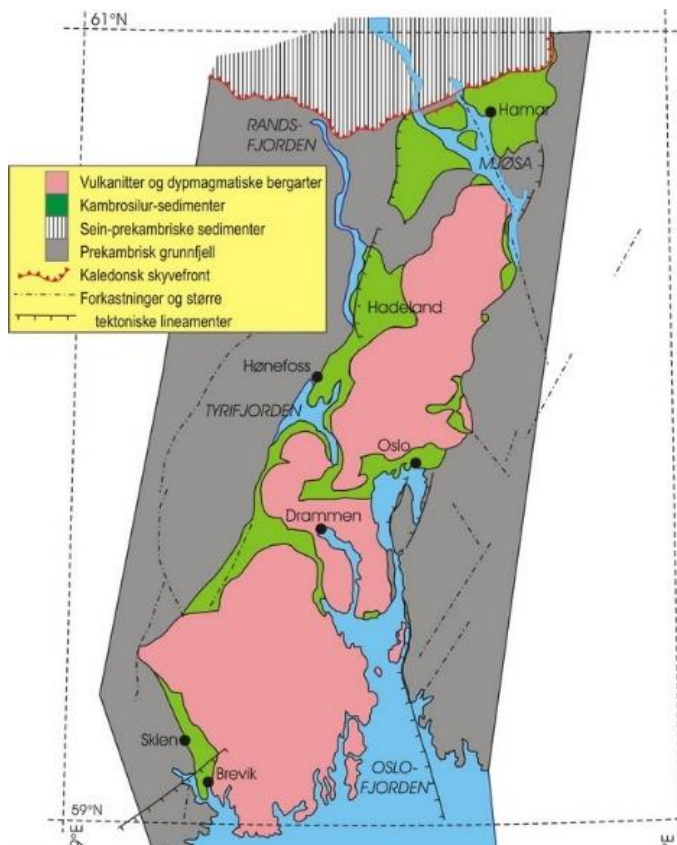 61°N
RANDS-
FJORDEN
Hamar
MJØSA
Vulkanitter og dypmagmatiske bergarter
Kambrosilur-sedimenter
Sein-prekambriske sedimenter
Prekambrisk grunnfjell
Kaledonsk skyvefront
Forkastninger og større
tektoniske lineamenter
Hadeland
Hønefoss
TYRIFJORDEN
Oslo
Drammen
Skien
Brevik
OSLO-
FJORDEN
59°N
°E
°E